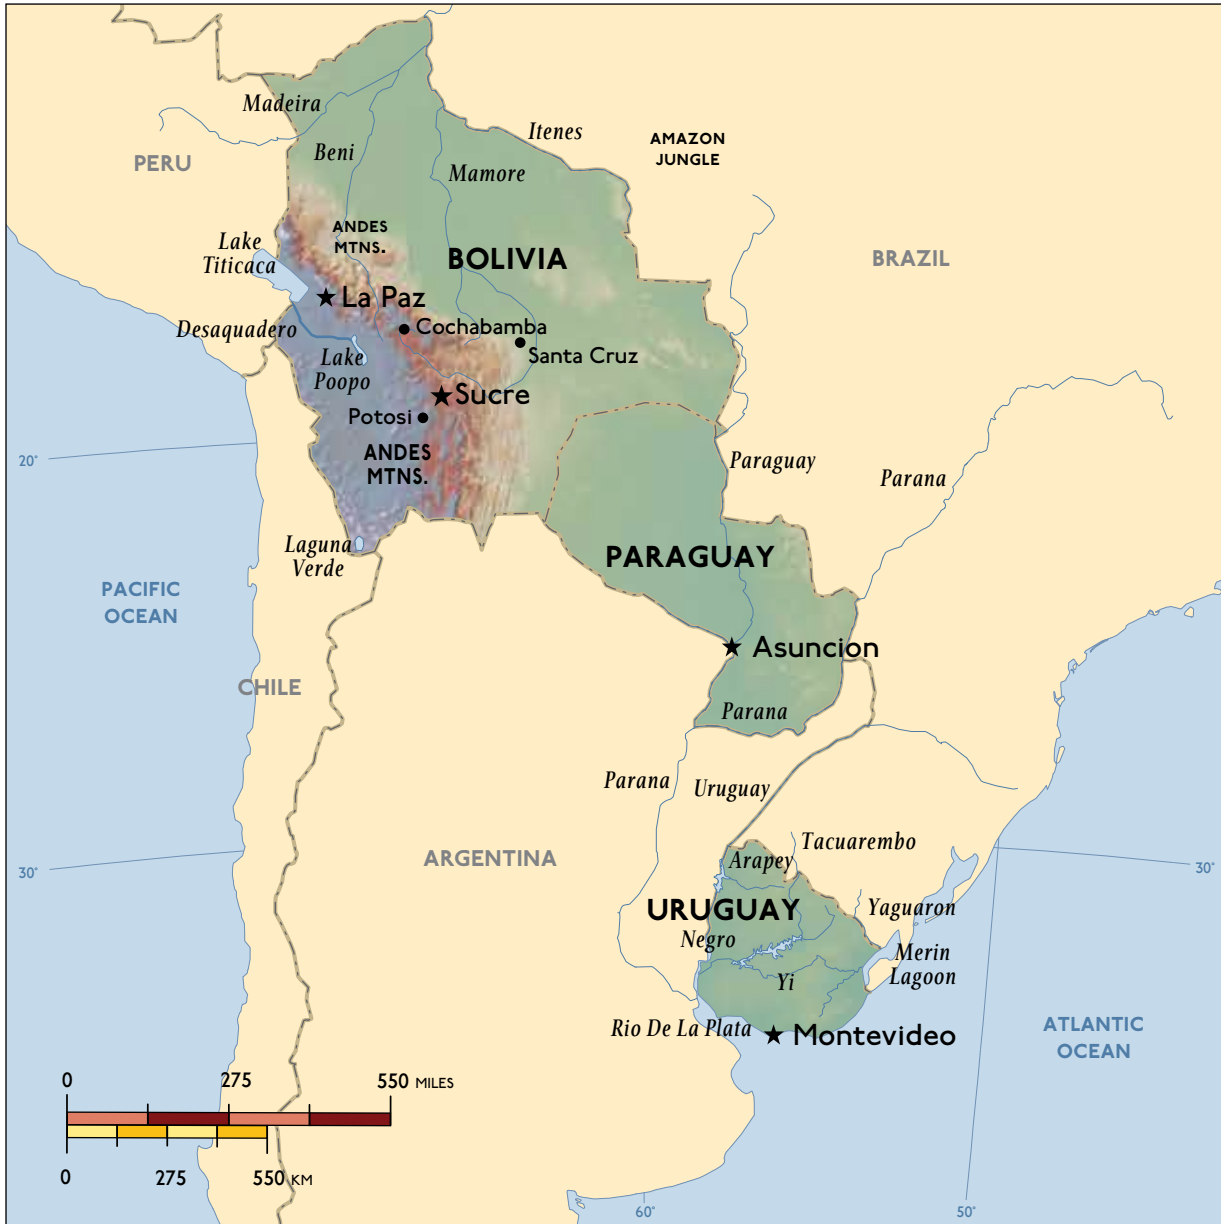 Madeira
Itenes
AMAZON
JUNGLE
PERU
Beni
Mamore
ANDES
MTNS.
Lake
Titicaca
BOLIVIA
BRAZIL
La Paz
Desaquadero
Cochabamba
Santa Cruz
Lake
Poopo
Sucre
Potosi
ANDES
MTNS.
20°
Paraguay
Parana
Laguna
Verde
PARAGUAY
PACIFIC
OCEAN
Asuncion
CHILE
Parana
Parana
Uruguay
Tacuarembo
ARGENTINA
Arapey
30°
30°
URUGUAY
Yaguaron
Negro
Merin
Lagoon
Yi
Rio De La Plata
Montevideo
ATLANTIC
OCEAN
0 275 550 MILES
0 275 550 KM
60°
50°